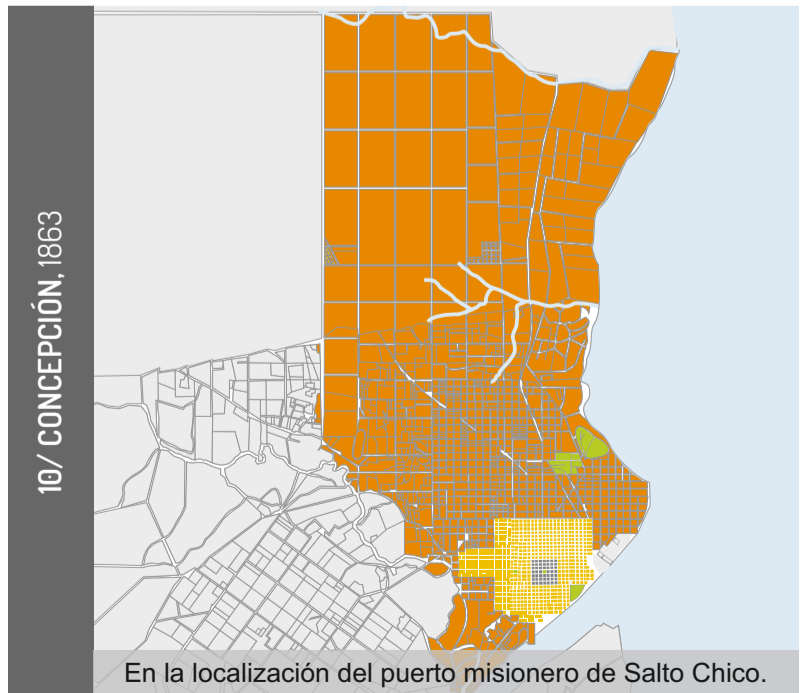 10/ CONCEPCIÓN, 1863
En la localización del puerto misionero de Salto Chico.